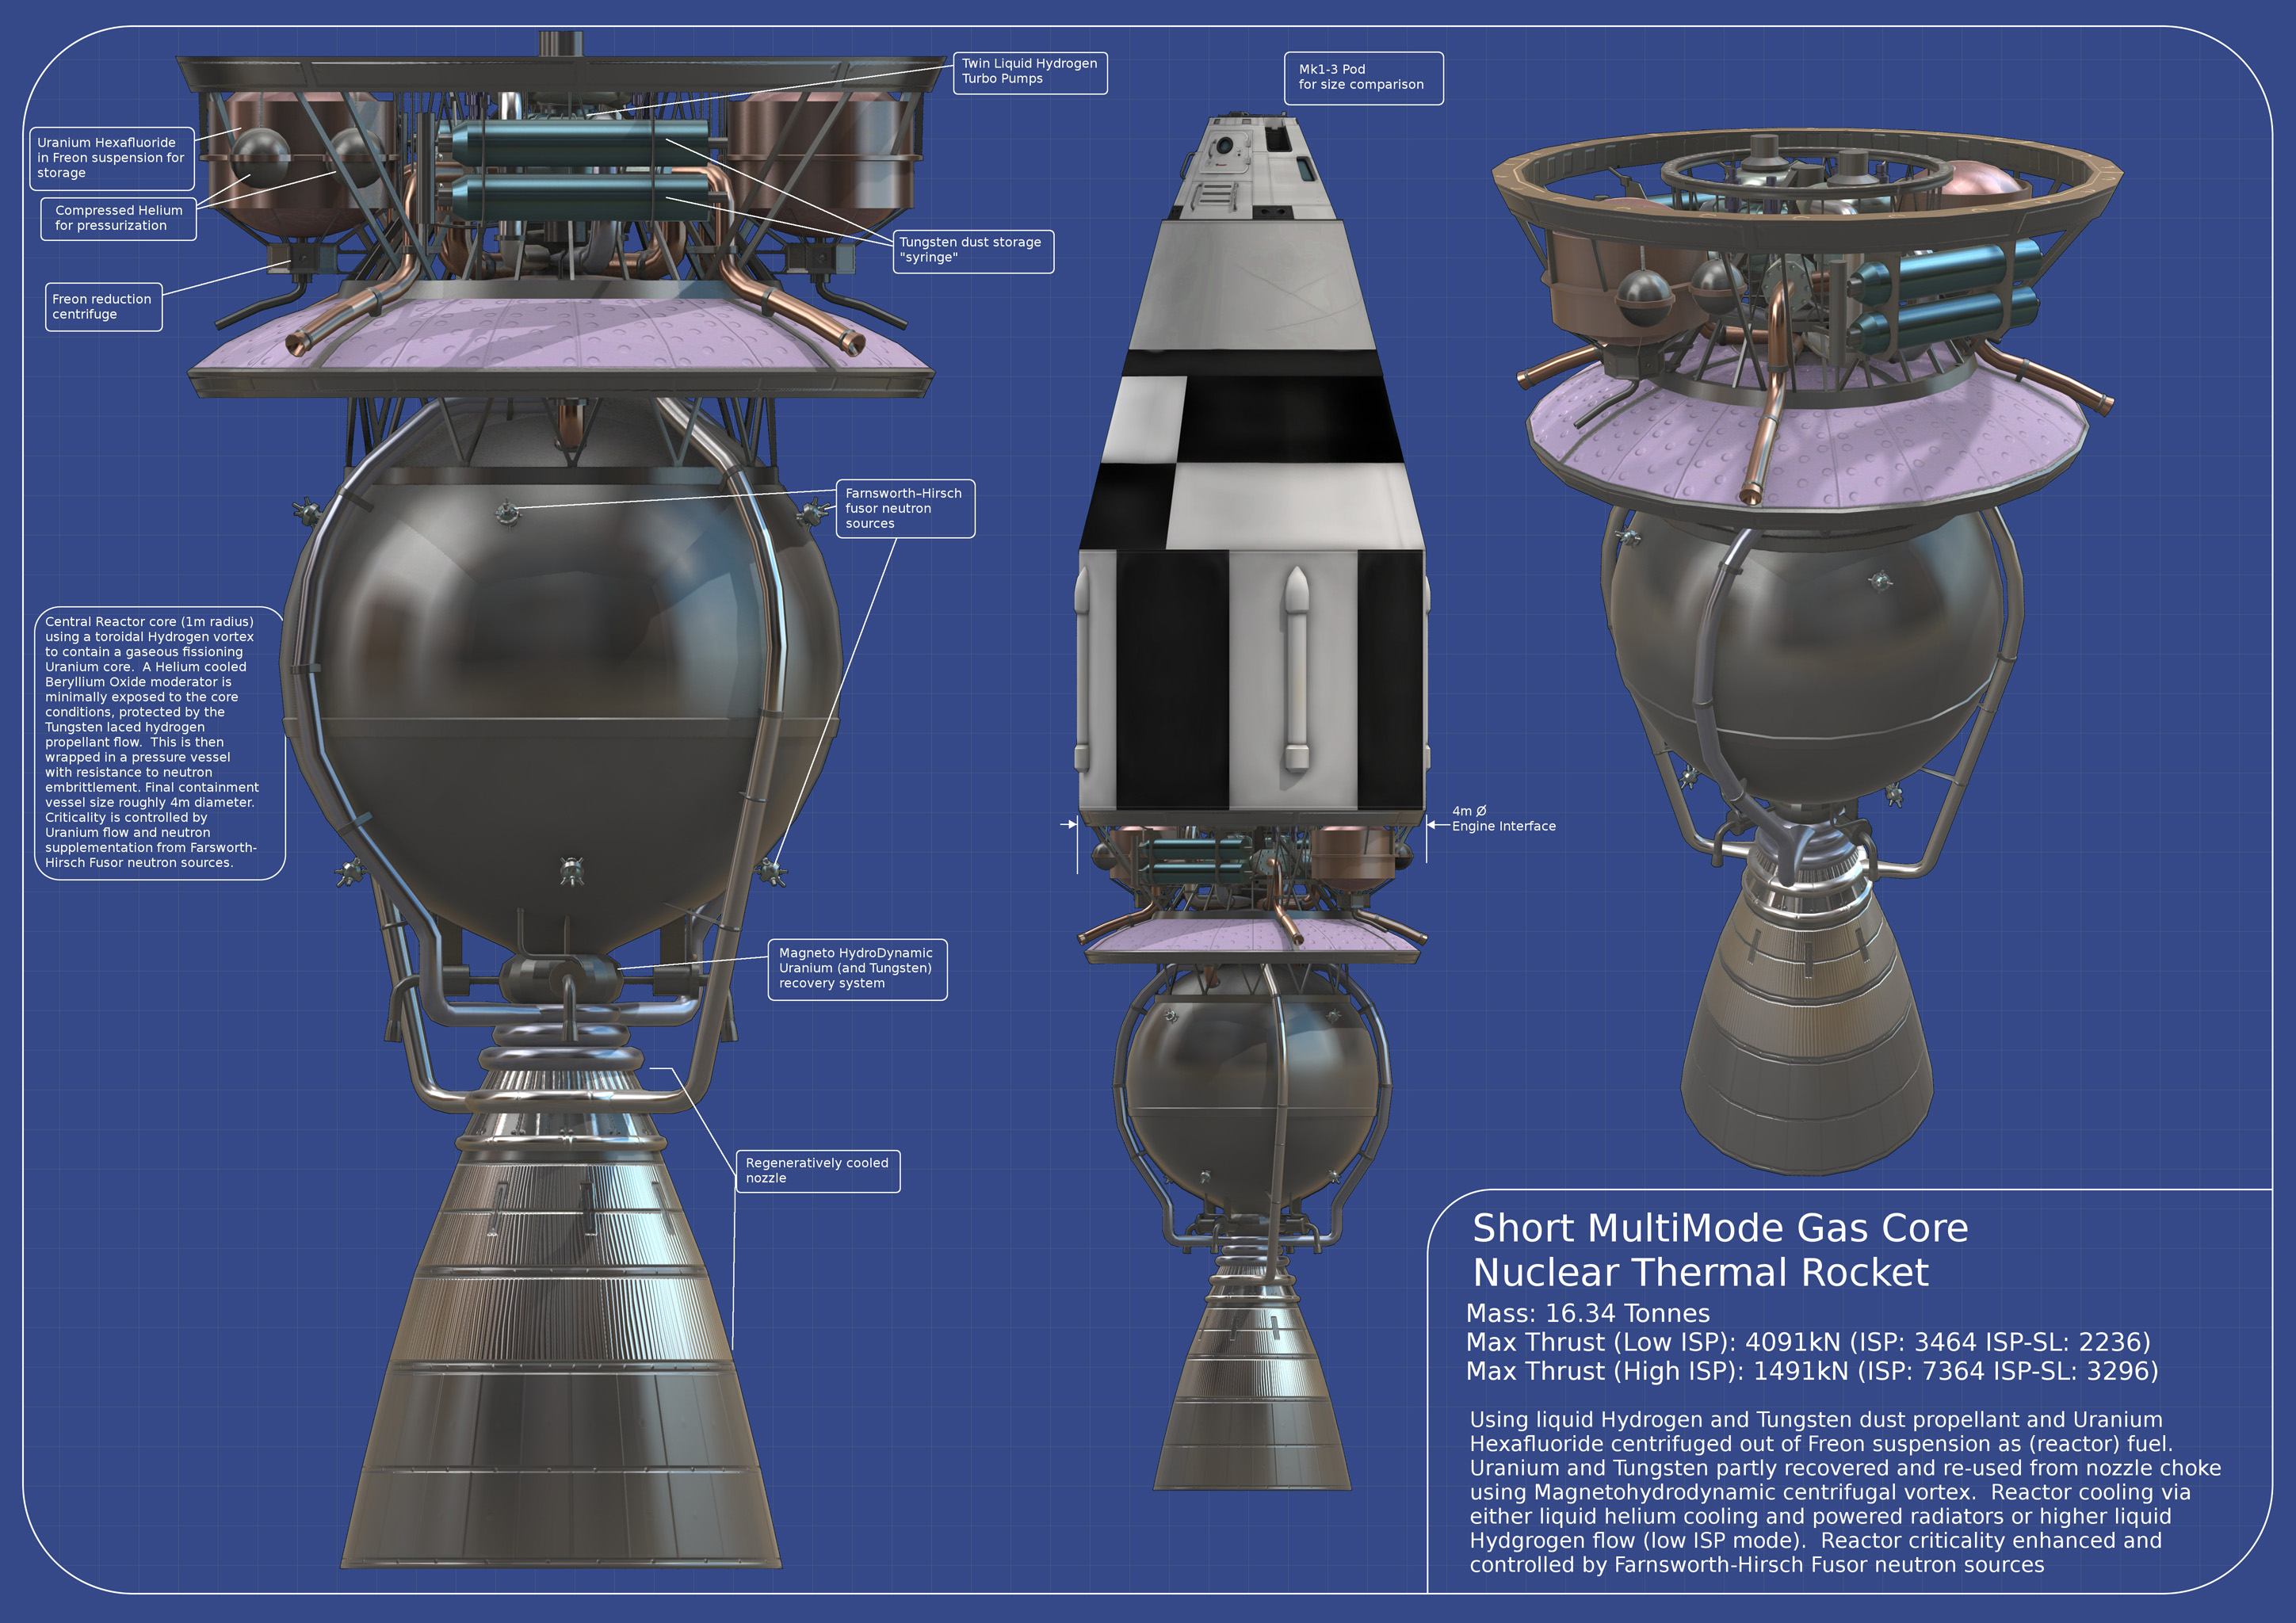 Twin Liquid Hydrogen
Turbo Pumps
Mk1-3 Pod
for size comparison
Uranium Hexafluoride
in Freon suspension for
storage
Compressed Helium
for pressurization
Tungsten dust storage
"syringe"
Freon reduction
centrifuge
Farnsworth–Hirsch
fusor neutron
sources
Central Reactor core (1m radius)
using a toroidal Hydrogen vortex
to contain a gaseous fissioning
Uranium core.  A Helium cooled
Beryllium Oxide moderator is
minimally exposed to the core
conditions, protected by the
Tungsten laced hydrogen
propellant flow.  This is then
wrapped in a pressure vessel
with resistance to neutron
embrittlement. Final containment
vessel size roughly 4m diameter.
Criticality is controlled by
Uranium flow and neutron
supplementation from Farsworth-
Hirsch Fusor neutron sources.
4m Ø
Engine Interface
Magneto HydroDynamic
Uranium (and Tungsten)
recovery system
Regeneratively cooled
nozzle
Short MultiMode Gas Core
Nuclear Thermal Rocket
Mass: 16.34 Tonnes
Max Thrust (Low ISP): 4091kN (ISP: 3464 ISP-SL: 2236)
Max Thrust (High ISP): 1491kN (ISP: 7364 ISP-SL: 3296)
Using liquid Hydrogen and Tungsten dust propellant and Uranium
Hexafluoride centrifuged out of Freon suspension as (reactor) fuel.
Uranium and Tungsten partly recovered and re-used from nozzle choke
using Magnetohydrodynamic centrifugal vortex.  Reactor cooling via
either liquid helium cooling and powered radiators or higher liquid
Hydgrogen flow (low ISP mode).  Reactor criticality enhanced and
controlled by Farnsworth-Hirsch Fusor neutron sources